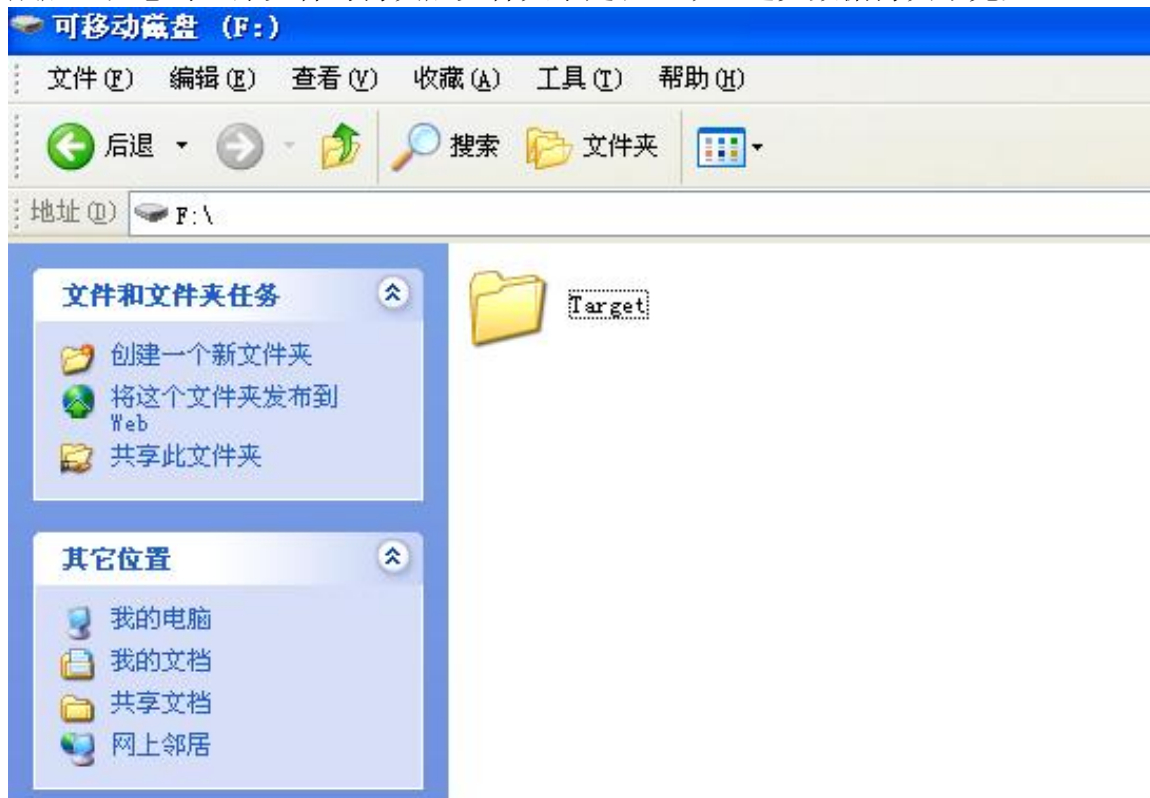 可移动磁盘 (F:)
文件(F) 编辑(E) 查看(V) 收藏(A) 工具(T) 帮助(H)
后退 搜索 文件夹
地址(D) F:\
文件和文件夹任务
创建一个新文件夹
将这个文件夹发布到
Web
共享此文件夹
Target
其它位置
我的电脑
我的文档
共享文档
网上邻居